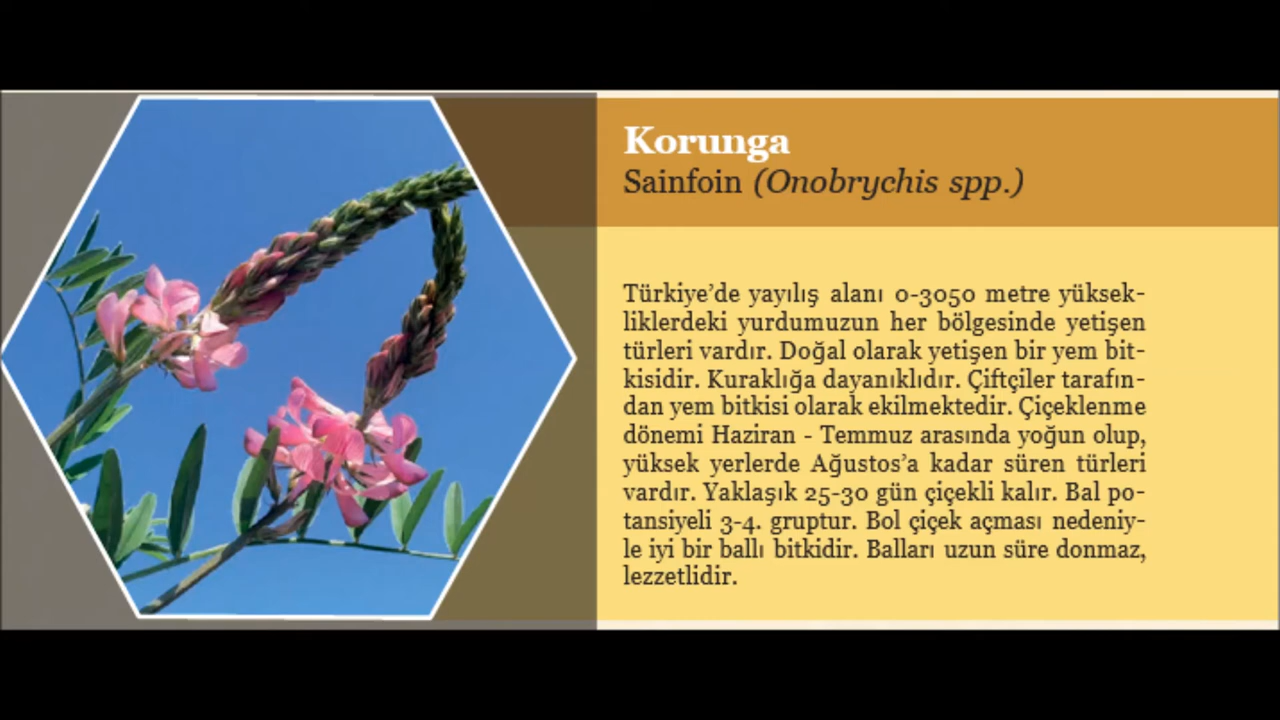 Korunga
Sainfoin (Onobrychis spp.)
Türkiye’de yayılış alanı 0-3050 metre yüksek-
liklerdeki yurdumuzun her bölgesinde yetişen
türleri vardır. Doğal olarak yetişen bir yem bit-
kisidir. Kuraklığa dayanıklıdır. Çiftçiler tarafın-
dan yem bitkisi olarak ekilmektedir. Çiçeklenme
dönemi Haziran - Temmuz arasında yoğun olup,
yüksek yerlerde Ağustos’a kadar süren türleri
vardır. Yaklaşık 25-30 gün çiçekli kalır. Bal po-
tansiyeli 3-4. gruptur. Bol çiçek açması nedeniy-
le iyi bir ballı bitkidir. Balları uzun süre donmaz,
lezzetlidir.